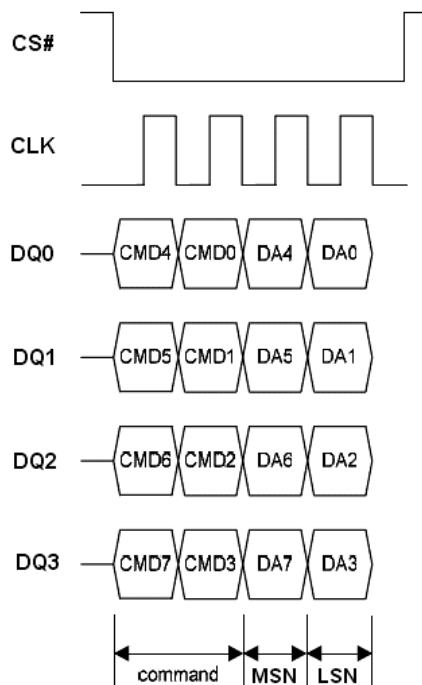 CS#
CLK
DQ0 CMD4 CMD0 DA4 DA0
DQ1 CMD5 CMD1 DA5 DA1
DQ2 CMD6 CMD2 DA6 DA2
DQ3 CMD7 CMD3 DA7 DA3
command MSN LSN